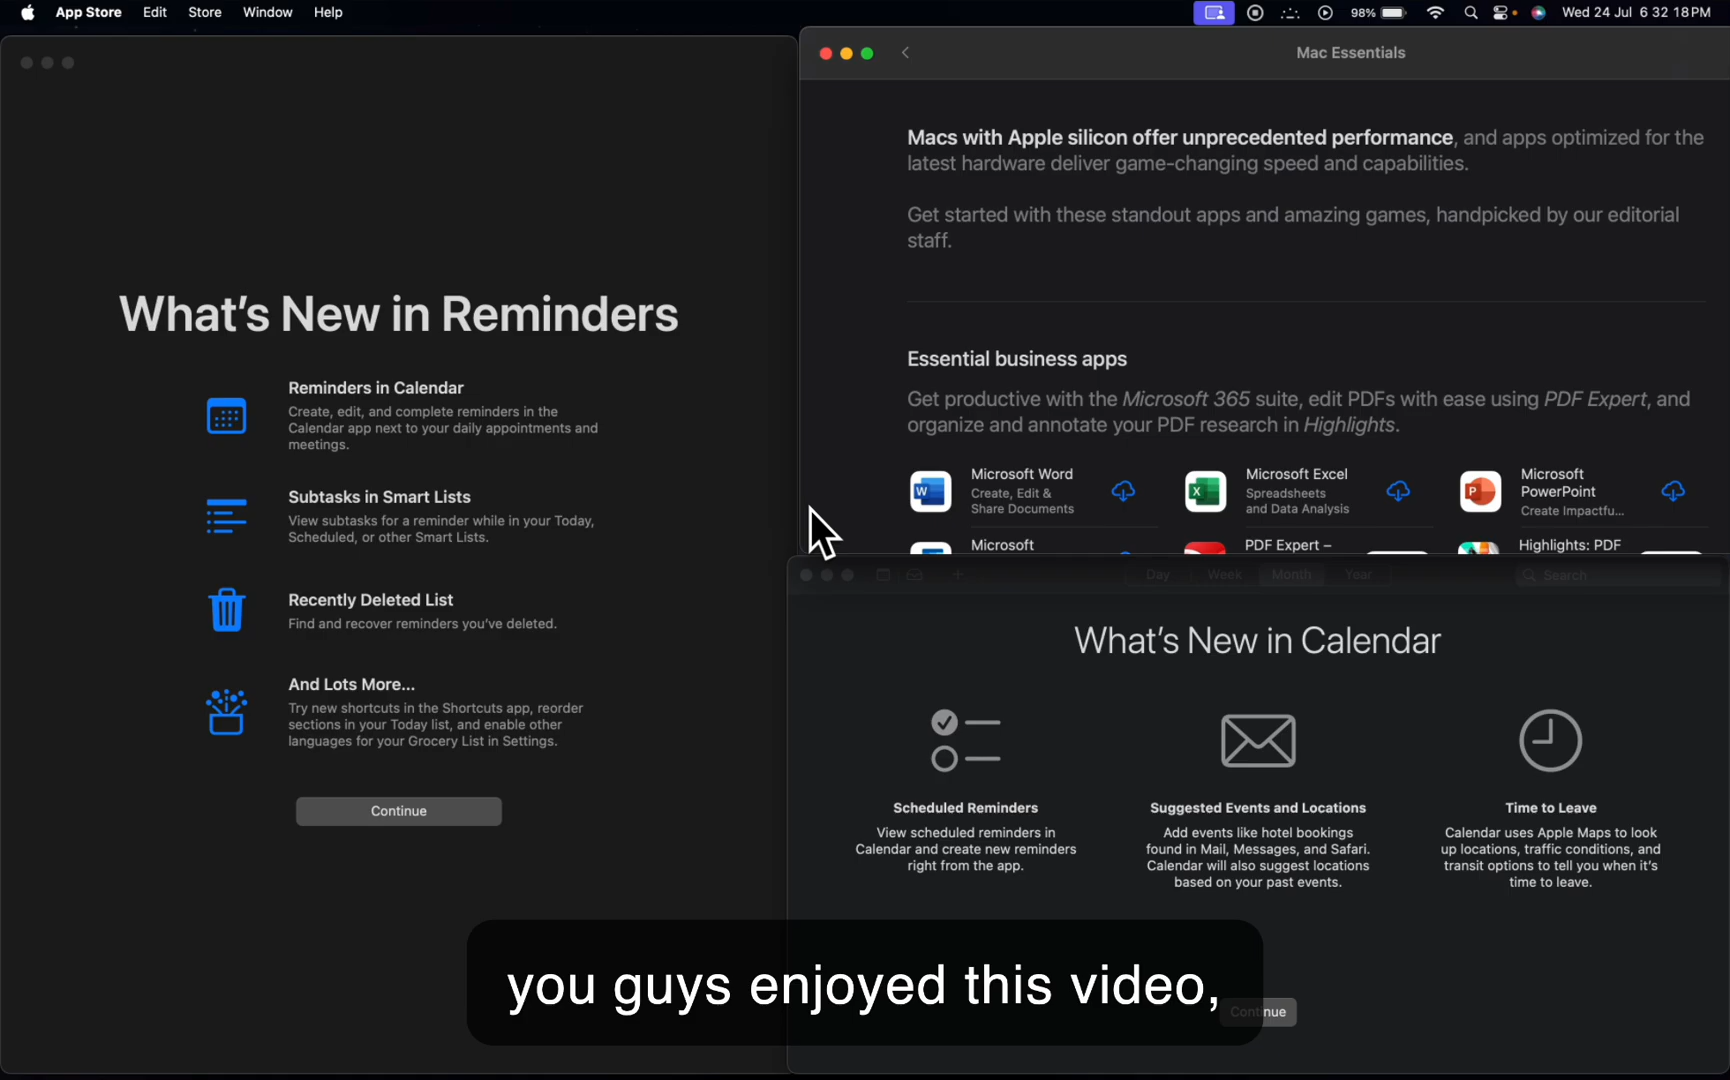 App Store Edit Store Window Help
98% Wed 24 Jul 6 32 18 PM
What's New in Reminders
Reminders in Calendar
Create, edit, and complete reminders in the
Calendar app next to your daily appointments and
meetings.
Subtasks in Smart Lists
View subtasks for a reminder while in your Today,
Scheduled, or other Smart Lists.
Recently Deleted List
Find and recover reminders you've deleted.
And Lots More...
Try new shortcuts in the Shortcuts app, reorder
sections in your Today list, and enable other
languages for your Grocery List in Settings.
Continue
Mac Essentials
Macs with Apple silicon offer unprecedented performance, and apps optimized for the
latest hardware deliver game-changing speed and capabilities.
Get started with these standout apps and amazing games, handpicked by our editorial
staff.
Essential business apps
Get productive with the Microsoft 365 suite, edit PDFs with ease using PDF Expert, and
organize and annotate your PDF research in Highlights.
Microsoft Word
Create, Edit &
Share Documents
Microsoft Excel
Spreadsheets
and Data Analysis
Microsoft
PowerPoint
Create Impactfu...
Microsoft
PDF Expert –
Highlights: PDF
Day Week Month Year
Search
What's New in Calendar
Scheduled Reminders
View scheduled reminders in
Calendar and create new reminders
right from the app.
Suggested Events and Locations
Add events like hotel bookings
found in Mail, Messages, and Safari.
Calendar will also suggest locations
based on your past events.
Time to Leave
Calendar uses Apple Maps to look
up locations, traffic conditions, and
transit options to tell you when it's
time to leave.
Continue
you guys enjoyed this video,